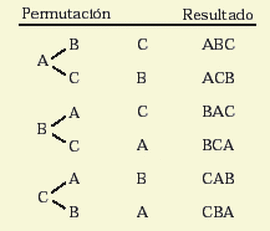 Permutación Resultado
B C ABC
A
C B ACB
A C BAC
B
C A BCA
A B CAB
C
B A CBA